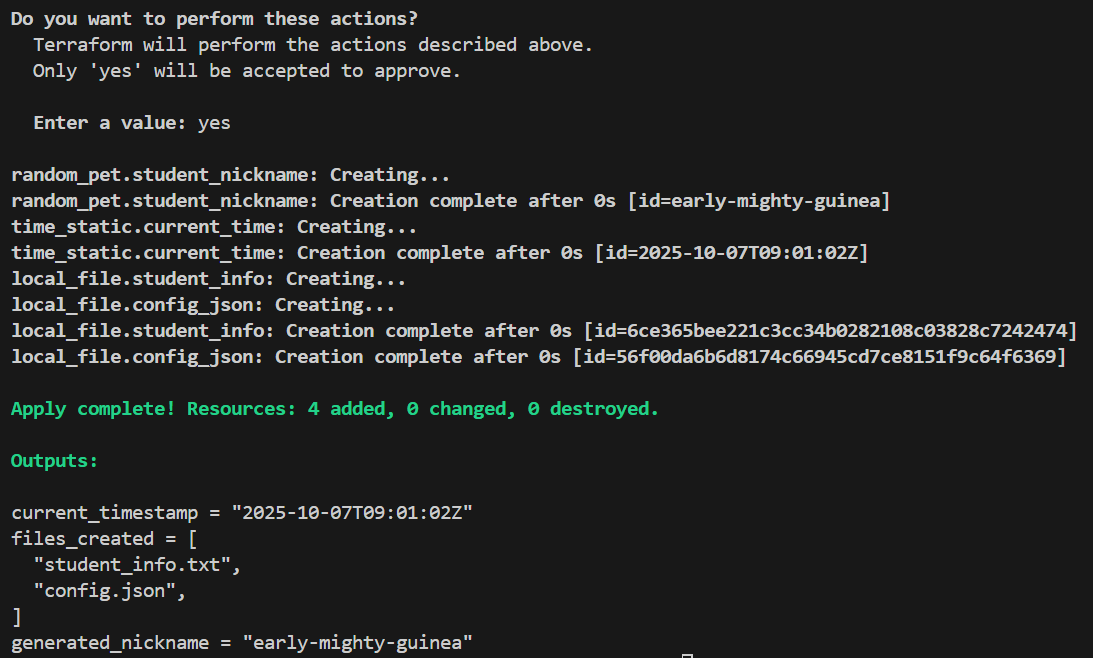 Do you want to perform these actions?
  Terraform will perform the actions described above.
  Only 'yes' will be accepted to approve.

  Enter a value: yes

random_pet.student_nickname: Creating...
random_pet.student_nickname: Creation complete after 0s [id=early-mighty-guinea]
time_static.current_time: Creating...
time_static.current_time: Creation complete after 0s [id=2025-10-07T09:01:02Z]
local_file.student_info: Creating...
local_file.config_json: Creating...
local_file.student_info: Creation complete after 0s [id=6ce365bee221c3cc34b0282108c03828c7242474]
local_file.config_json: Creation complete after 0s [id=56f00da6b6d8174c66945cd7ce8151f9c64f6369]

Apply complete! Resources: 4 added, 0 changed, 0 destroyed.

Outputs:

current_timestamp = "2025-10-07T09:01:02Z"
files_created = [
  "student_info.txt",
  "config.json",
]
generated_nickname = "early-mighty-guinea"